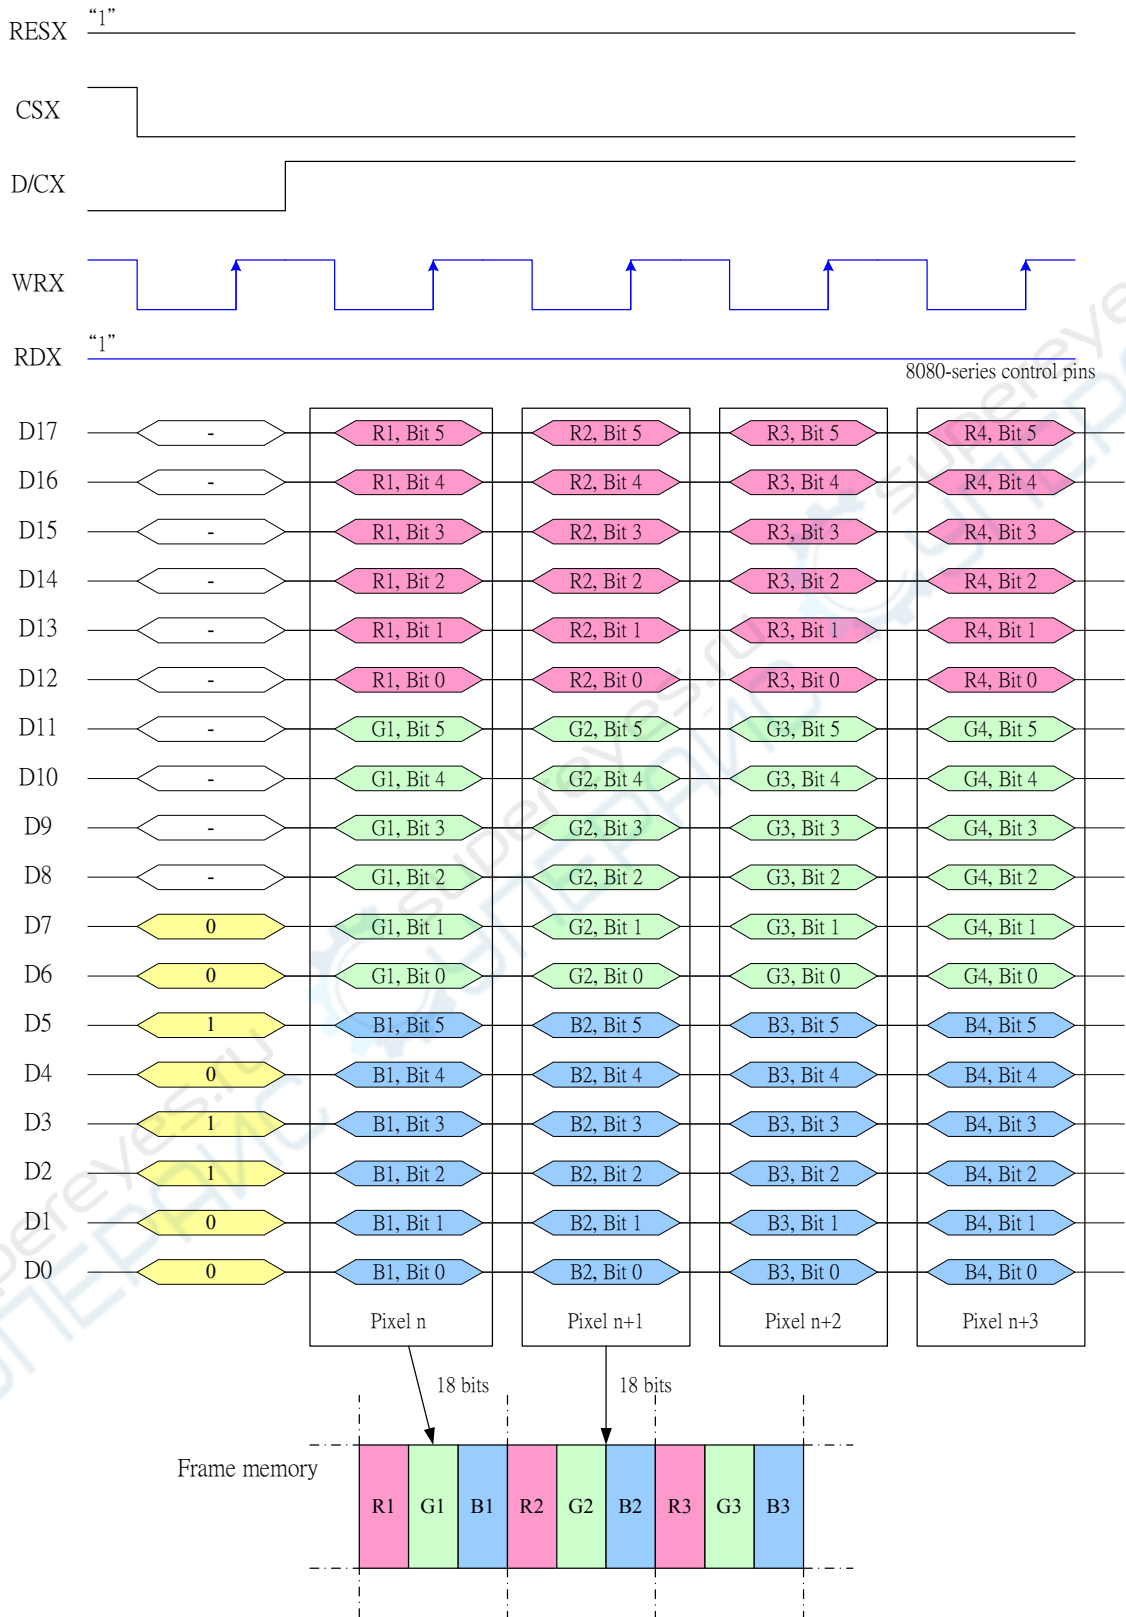 RESX “1”
CSX
D/CX
WRX
RDX “1”
8080-series control pins
D17 - R1, Bit 5 R2, Bit 5 R3, Bit 5 R4, Bit 5
D16 - R1, Bit 4 R2, Bit 4 R3, Bit 4 R4, Bit 4
D15 - R1, Bit 3 R2, Bit 3 R3, Bit 3 R4, Bit 3
D14 - R1, Bit 2 R2, Bit 2 R3, Bit 2 R4, Bit 2
D13 - R1, Bit 1 R2, Bit 1 R3, Bit 1 R4, Bit 1
D12 - R1, Bit 0 R2, Bit 0 R3, Bit 0 R4, Bit 0
D11 - G1, Bit 5 G2, Bit 5 G3, Bit 5 G4, Bit 5
D10 - G1, Bit 4 G2, Bit 4 G3, Bit 4 G4, Bit 4
D9 - G1, Bit 3 G2, Bit 3 G3, Bit 3 G4, Bit 3
D8 - G1, Bit 2 G2, Bit 2 G3, Bit 2 G4, Bit 2
D7 0 G1, Bit 1 G2, Bit 1 G3, Bit 1 G4, Bit 1
D6 0 G1, Bit 0 G2, Bit 0 G3, Bit 0 G4, Bit 0
D5 1 B1, Bit 5 B2, Bit 5 B3, Bit 5 B4, Bit 5
D4 0 B1, Bit 4 B2, Bit 4 B3, Bit 4 B4, Bit 4
D3 1 B1, Bit 3 B2, Bit 3 B3, Bit 3 B4, Bit 3
D2 1 B1, Bit 2 B2, Bit 2 B3, Bit 2 B4, Bit 2
D1 0 B1, Bit 1 B2, Bit 1 B3, Bit 1 B4, Bit 1
D0 0 B1, Bit 0 B2, Bit 0 B3, Bit 0 B4, Bit 0
Pixel n Pixel n+1 Pixel n+2 Pixel n+3
18 bits 18 bits
Frame memory
R1 G1 B1 R2 G2 B2 R3 G3 B3
supereyes.ru
СУПЕРАЙС